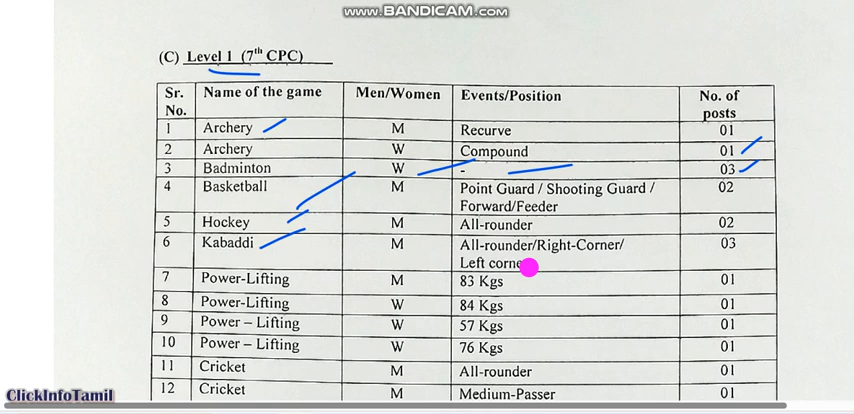 WWW.BANDICAM.COM
(C) Level 1 (7th CPC)
Sr. No. Name of the game Men/Women Events/Position No. of posts
1 Archery M Recurve 01
2 Archery W Compound 01
3 Badminton W - 03
4 Basketball M Point Guard / Shooting Guard / 02
Forward/Feeder
5 Hockey M All-rounder 02
6 Kabaddi M All-rounder/Right-Corner/ 03
Left corne
7 Power-Lifting M 83 Kgs 01
8 Power-Lifting W 84 Kgs 01
9 Power – Lifting W 57 Kgs 01
10 Power – Lifting W 76 Kgs 01
11 Cricket M All-rounder 01
12 Cricket M Medium-Passer 01
ClickInfoTamil